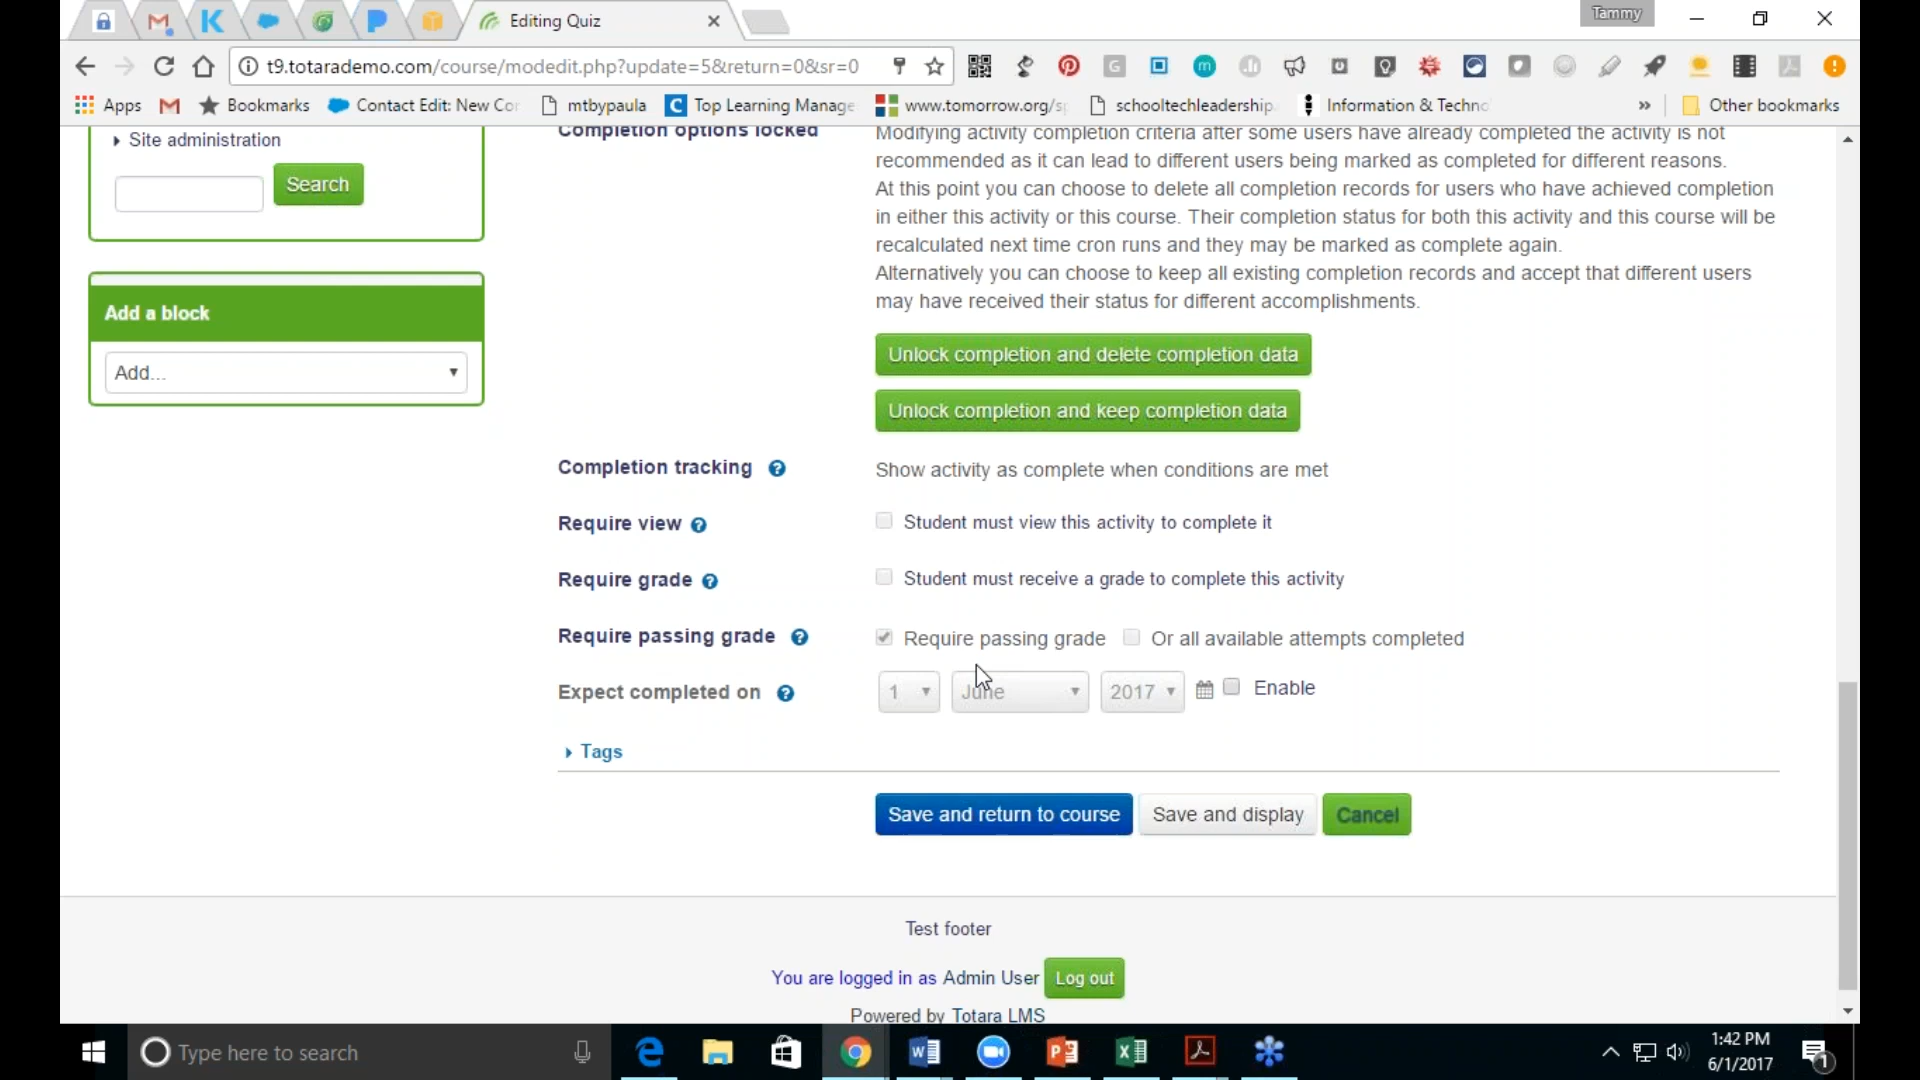 Editing Quiz
Tammy
t9.totarademo.com/course/modedit.php?update=5&return=0&sr=0
Apps
Bookmarks
Contact Edit: New Co
mtbypaula
Top Learning Manage
www.tomorrow.org/s
schooltechleadership
Information & Techno
»
Other bookmarks
Site administration
Search
Add a block
Add...
Completion options locked
Modifying activity completion criteria after some users have already completed the activity is not
recommended as it can lead to different users being marked as completed for different reasons.
At this point you can choose to delete all completion records for users who have achieved completion
in either this activity or this course. Their completion status for both this activity and this course will be
recalculated next time cron runs and they may be marked as complete again.
Alternatively you can choose to keep all existing completion records and accept that different users
may have received their status for different accomplishments.
Unlock completion and delete completion data
Unlock completion and keep completion data
Completion tracking ? Show activity as complete when conditions are met
Require view ? Student must view this activity to complete it
Require grade ? Student must receive a grade to complete this activity
Require passing grade ? Require passing grade Or all available attempts completed
Expect completed on ? 1 June 2017 Enable
Tags
Save and return to course
Save and display
Cancel
Test footer
You are logged in as Admin User Log out
Powered by Totara LMS
Type here to search
1:42 PM
6/1/2017
1